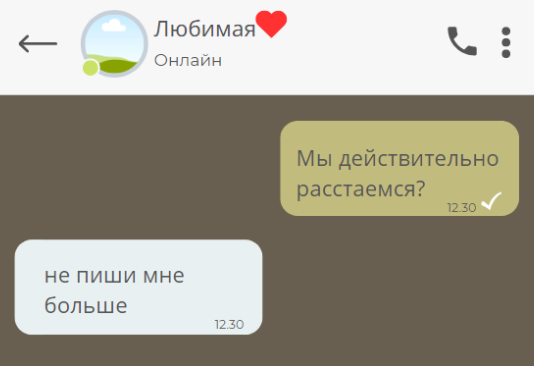 Любимая❤
Онлайн
Мы действительно
расстаемся?
12.30
не пиши мне
больше
12.30